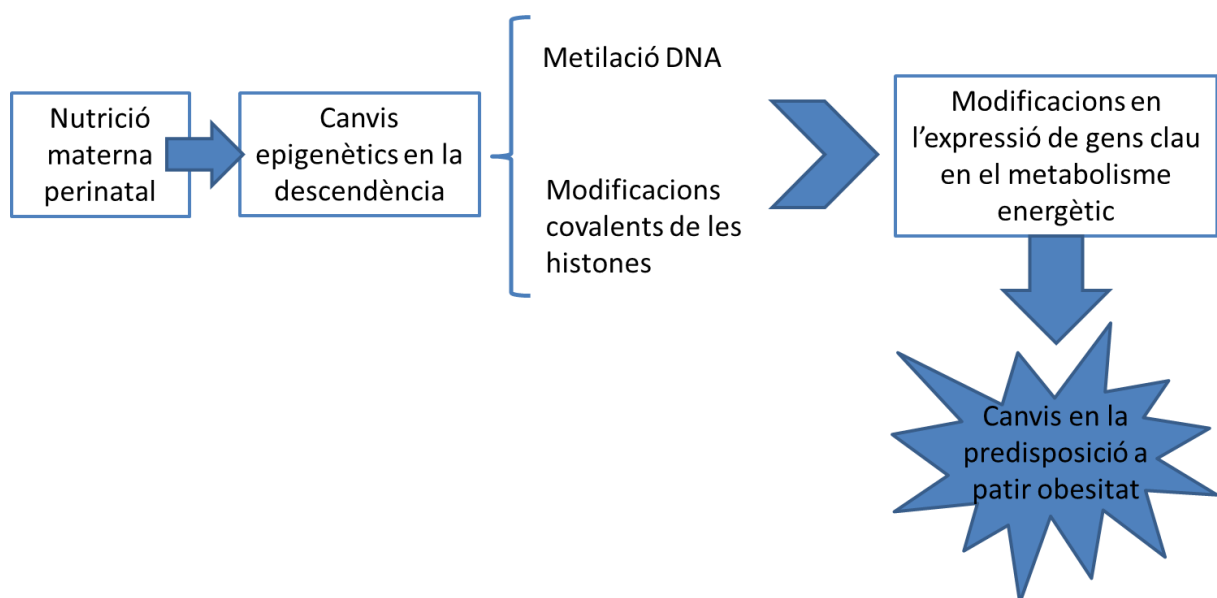 Nutrició
materna
perinatal
Canvis
epigenètics en la
descendència
Metilació DNA
Modificacions
covalents de les
histones
Modificacions en
l'expressió de gens clau
en el metabolisme
energètic
Canvis en la
predisposició a
patir obesitat